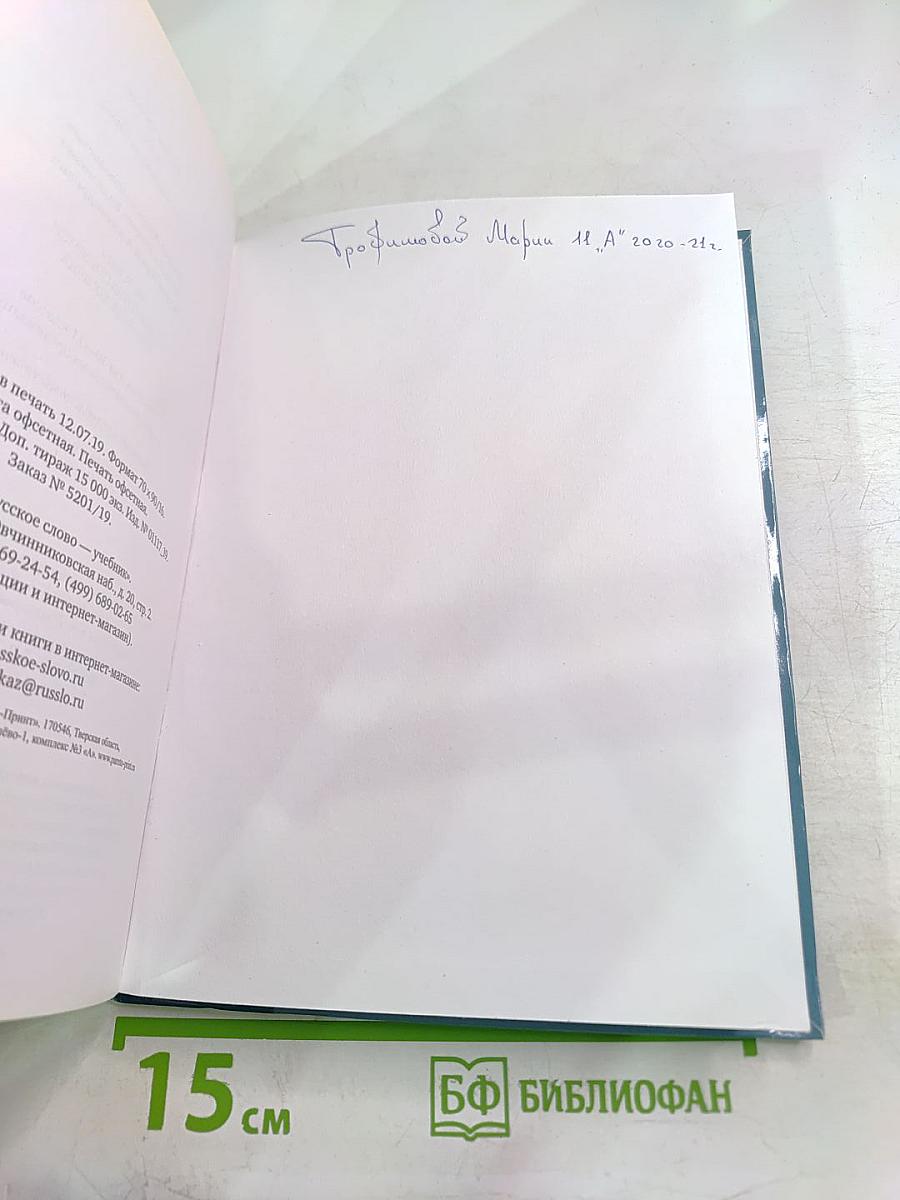 Трофимовой Марии 11 „А“ 2020-21г.
в печать 12.07.19. Формат 70 х 90/16.
офсетная. Печать офсетная.
Доп. тираж 15 000 экз. Изд. № 01117.30.
Заказ № 5201/19.
усское слово — учебник».
вчинниковская наб., д. 20, стр. 2.
69-24-54, (499) 689-02-65
ции и интернет-магазин).
и книги в интернет-магазине:
sskoe-slovo.ru
kaz@russlo.ru
-Принт». 170546, Тверская область,
ёво-1, комплекс №3 «А».
15 см
БФ БИБЛИОФАН